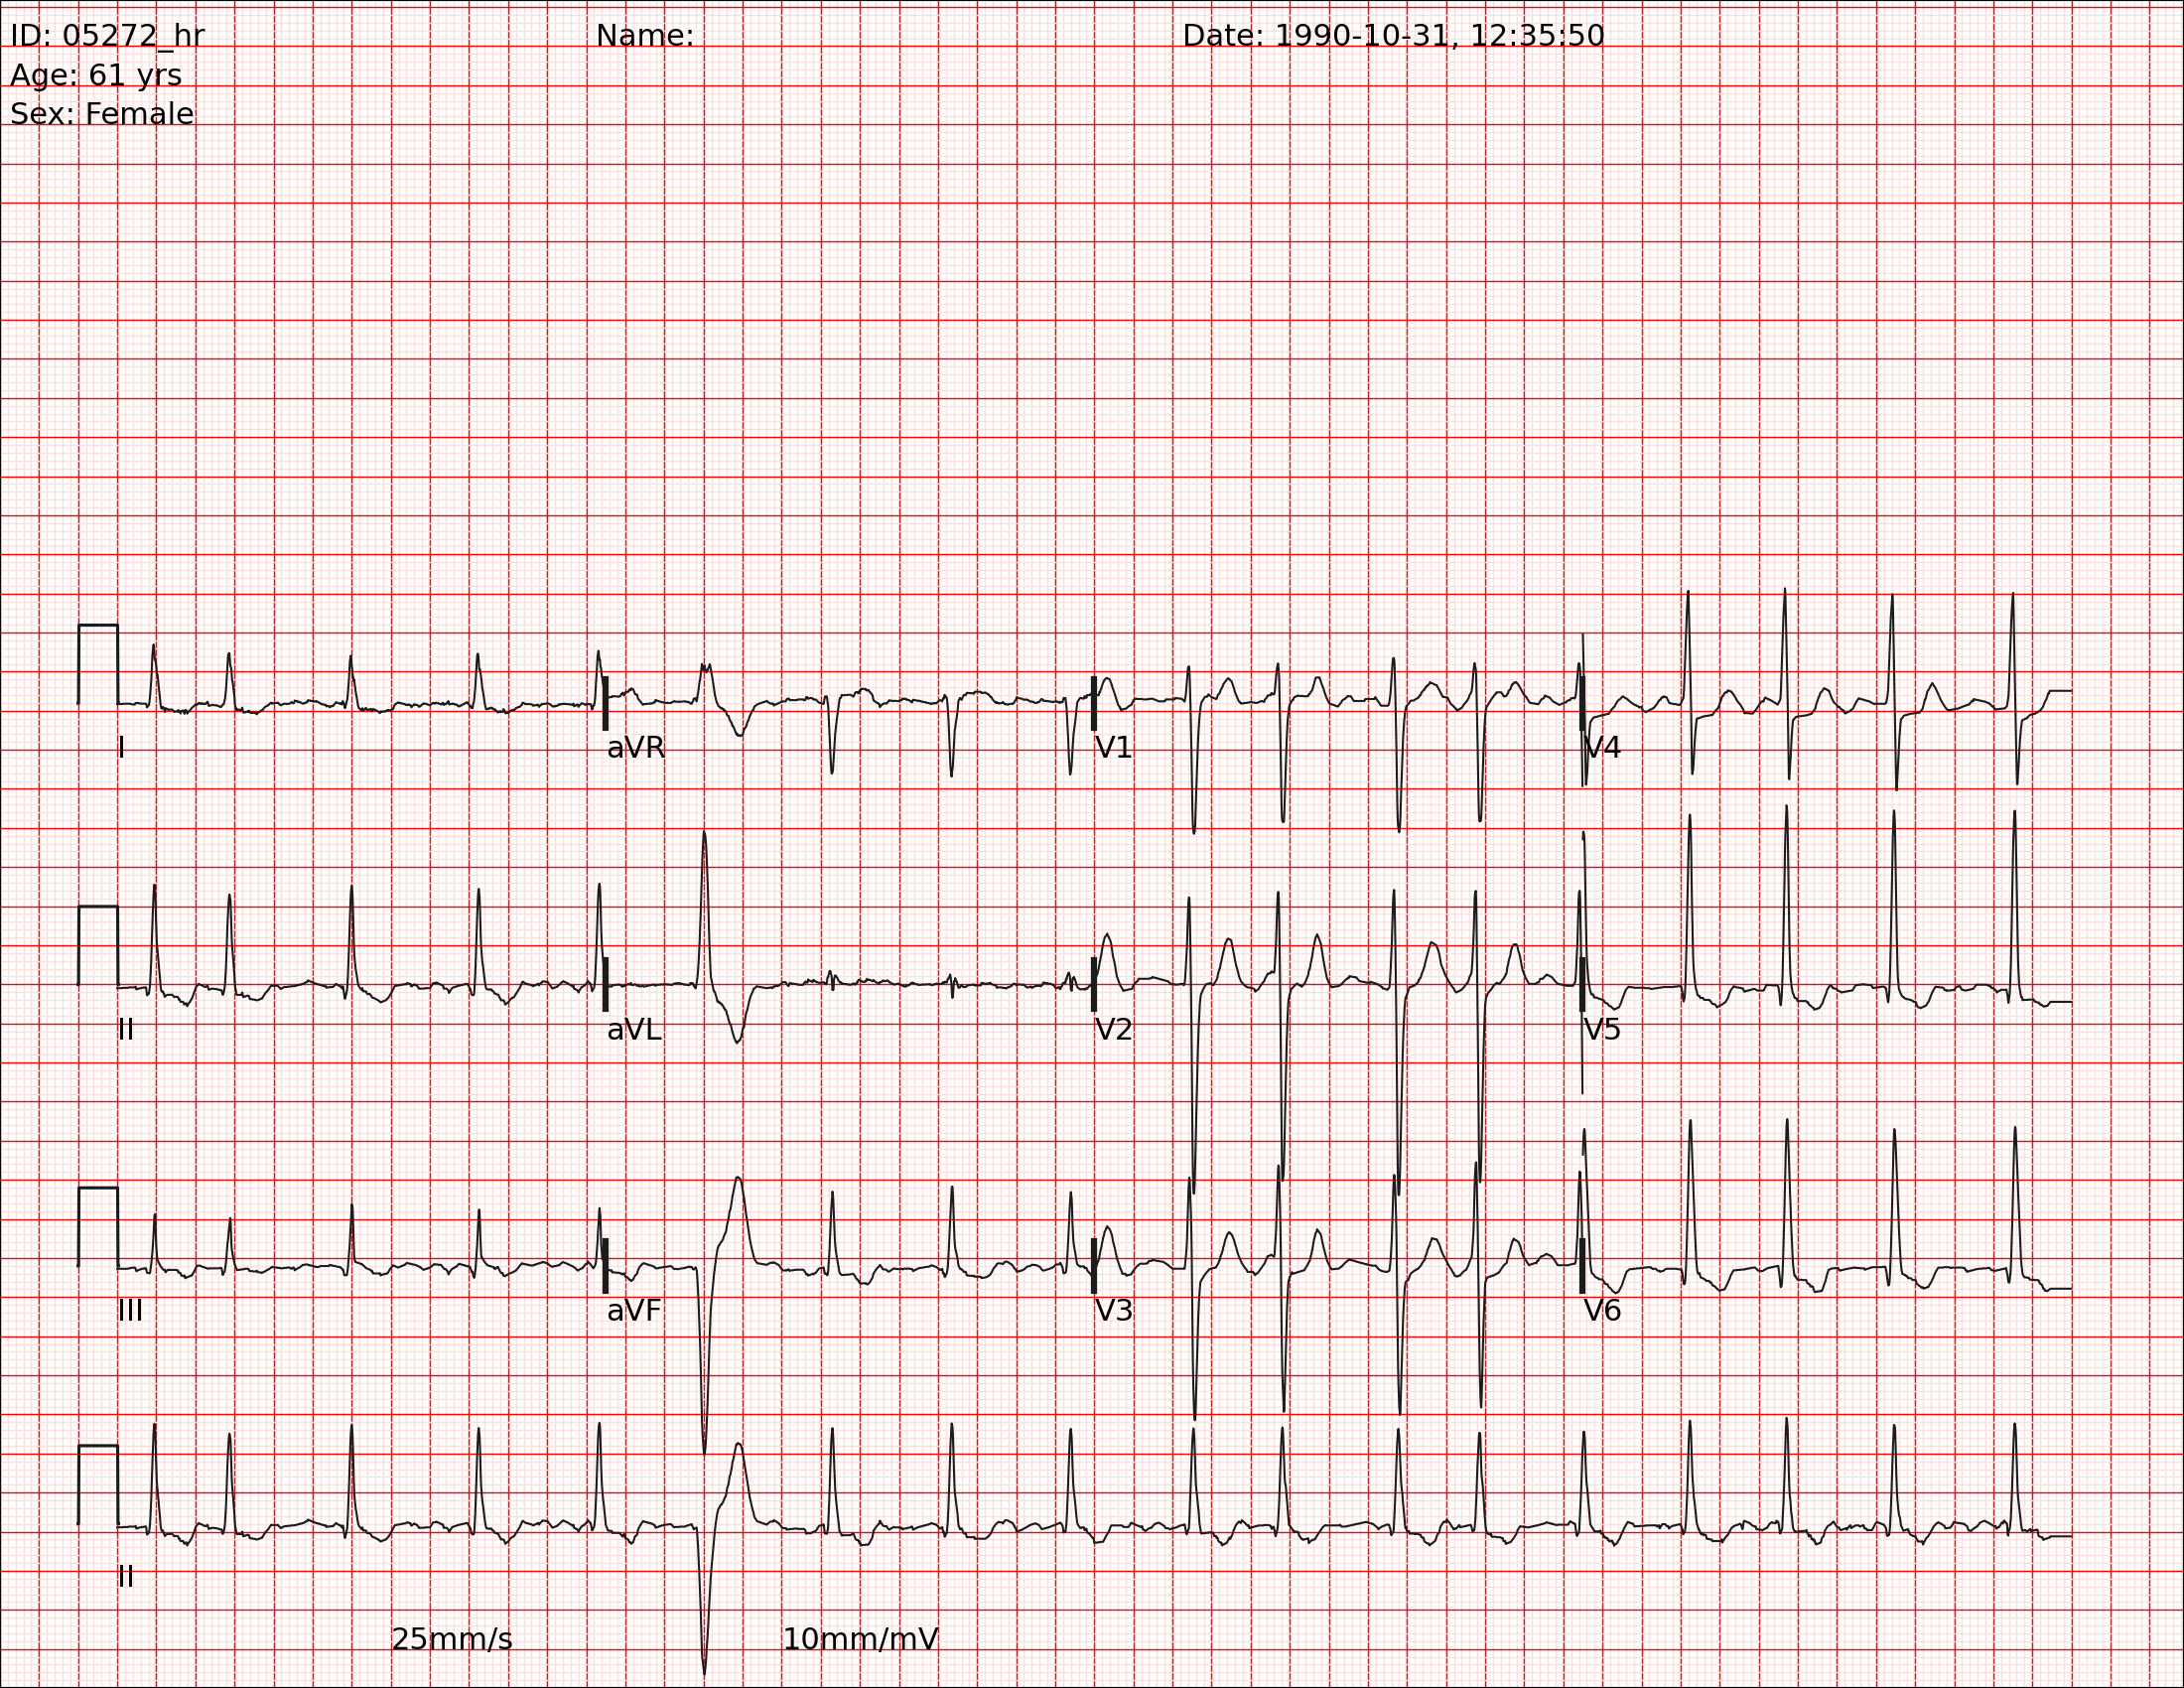 ID: 05272_hr Name: Date: 1990-10-31, 12:35:50
Age: 61 yrs
Sex: Female
I aVR V1 V4
II aVL V2 V5
III aVF V3 V6
II
25mm/s 10mm/mV